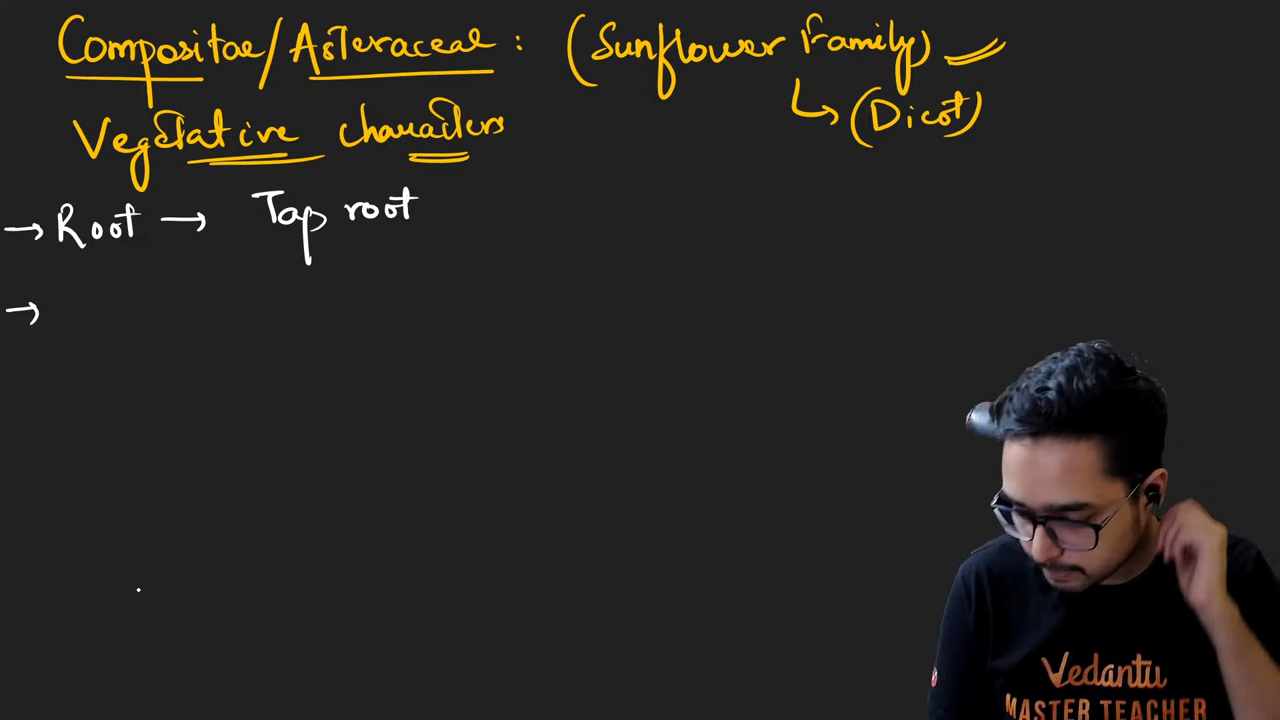 Compositae/Asteraceae : (Sunflower Family)
↳ (Dicot)
Vegetative characters
→ Root → Tap root
→
Vedantu
MASTER TEACHER